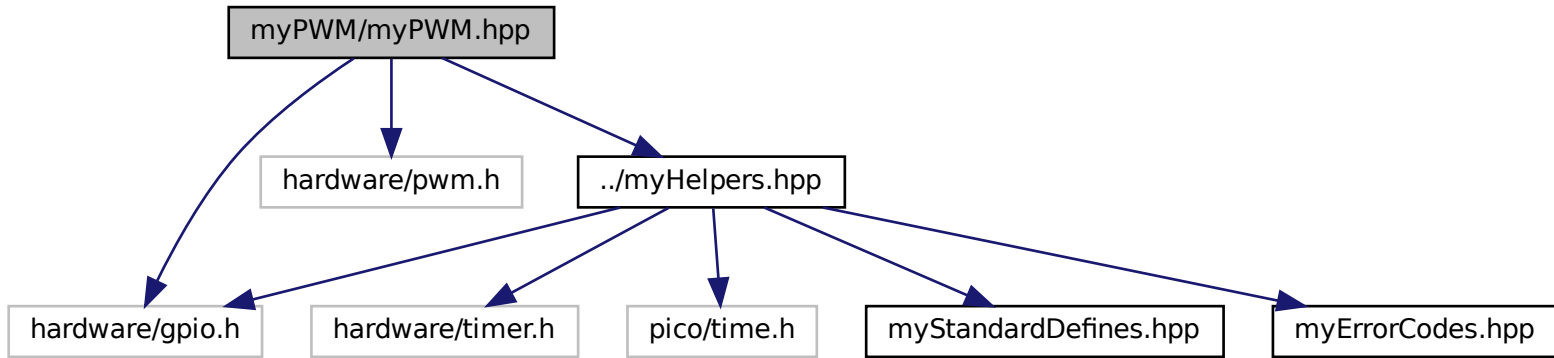 myPWM/myPWM.hpp
hardware/pwm.h
../myHelpers.hpp
hardware/gpio.h
hardware/timer.h
pico/time.h
myStandardDefines.hpp
myErrorCodes.hpp